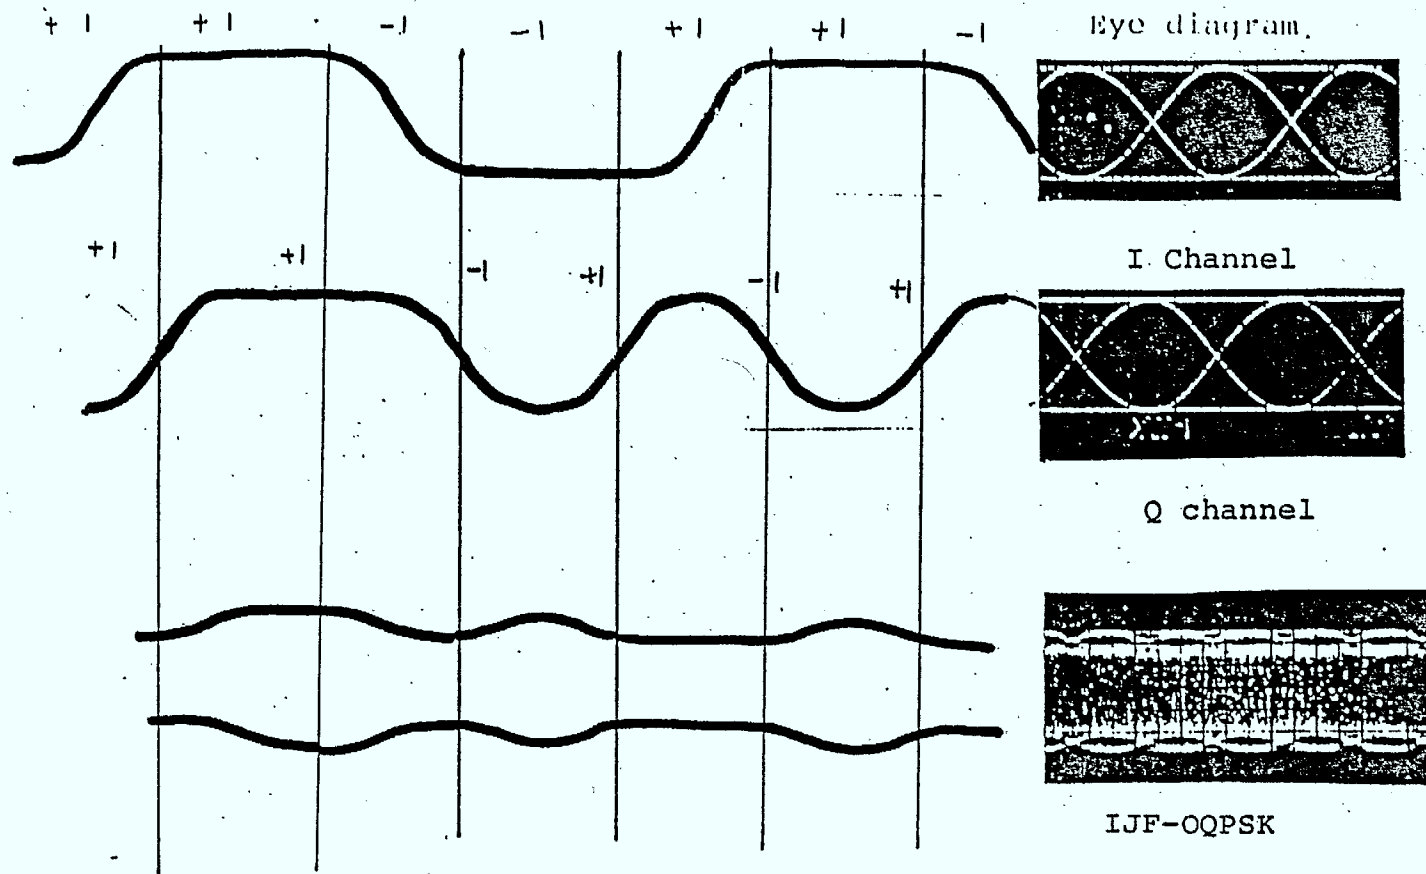 +1 +1 -1 -1 +1 +1 -1
Eye diagram.
I Channel
+1 +1 -1 +1 -1 +1
Q channel
IJF-OQPSK